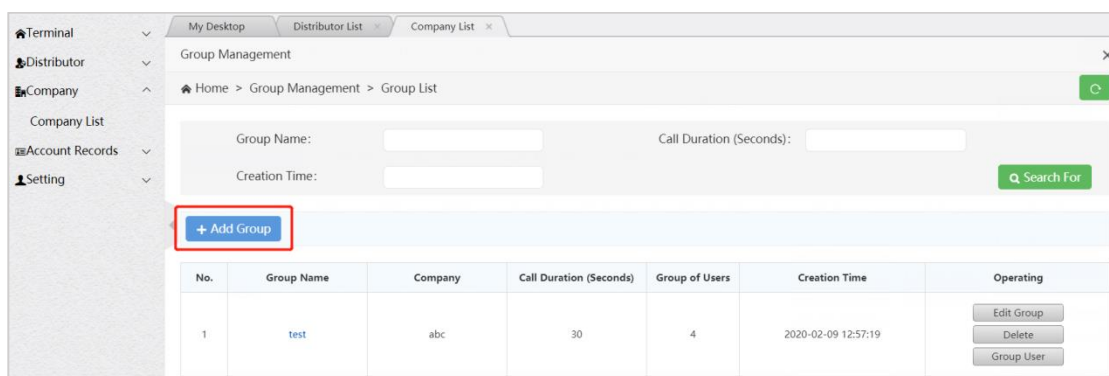 My Desktop Distributor List × Company List ×
Terminal
Distributor
Company
Company List
Account Records
Setting
Group Management ×
Home > Group Management > Group List
Group Name: Call Duration (Seconds):
Creation Time: Search For
+ Add Group
No. Group Name Company Call Duration (Seconds) Group of Users Creation Time Operating
1 test abc 30 4 2020-02-09 12:57:19 Edit Group
Delete
Group User